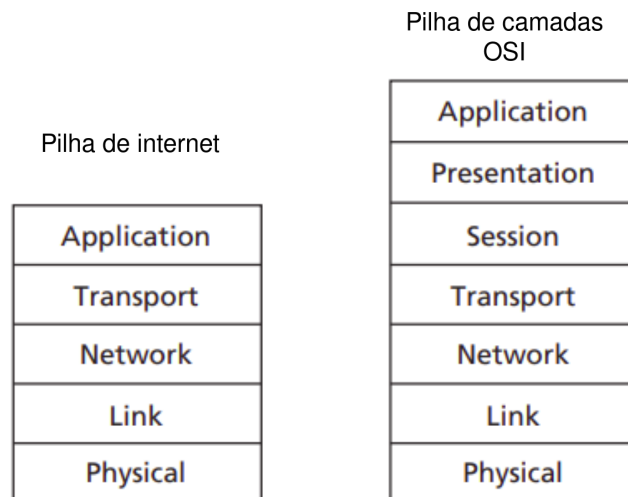 Pilha de internet
Application
Transport
Network
Link
Physical
Pilha de camadas
OSI
Application
Presentation
Session
Transport
Network
Link
Physical